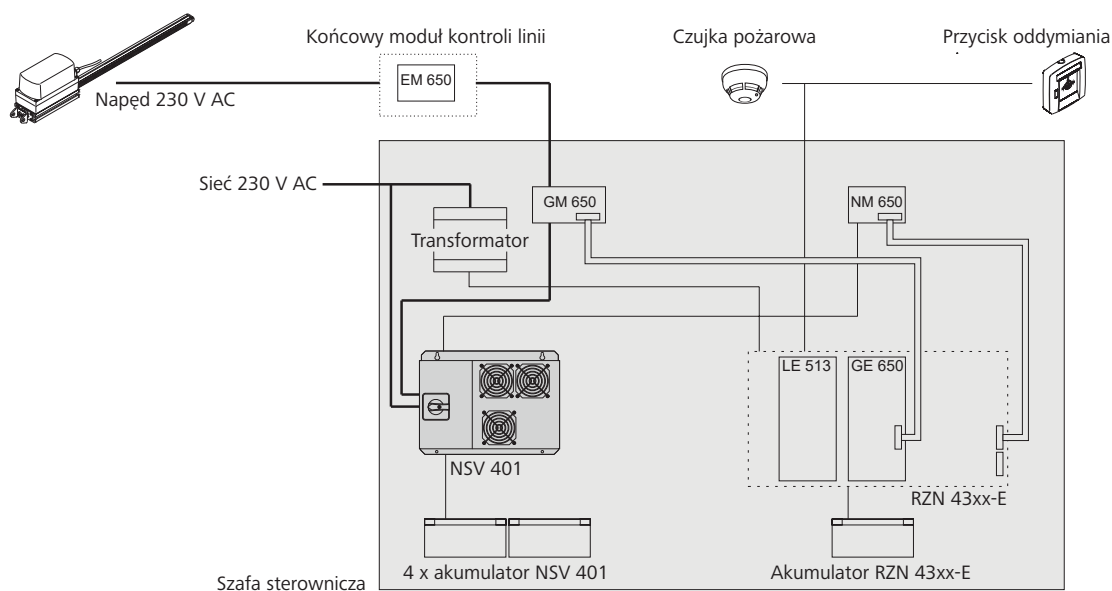 Końcowy moduł kontroli linii
Czujka pożarowa
Przycisk oddymiania
EM 650
Napęd 230 V AC
Sieć 230 V AC
GM 650
NM 650
Transformator
LE 513
GE 650
NSV 401
RZN 43xx-E
4 x akumulator NSV 401
Akumulator RZN 43xx-E
Szafa sterownicza